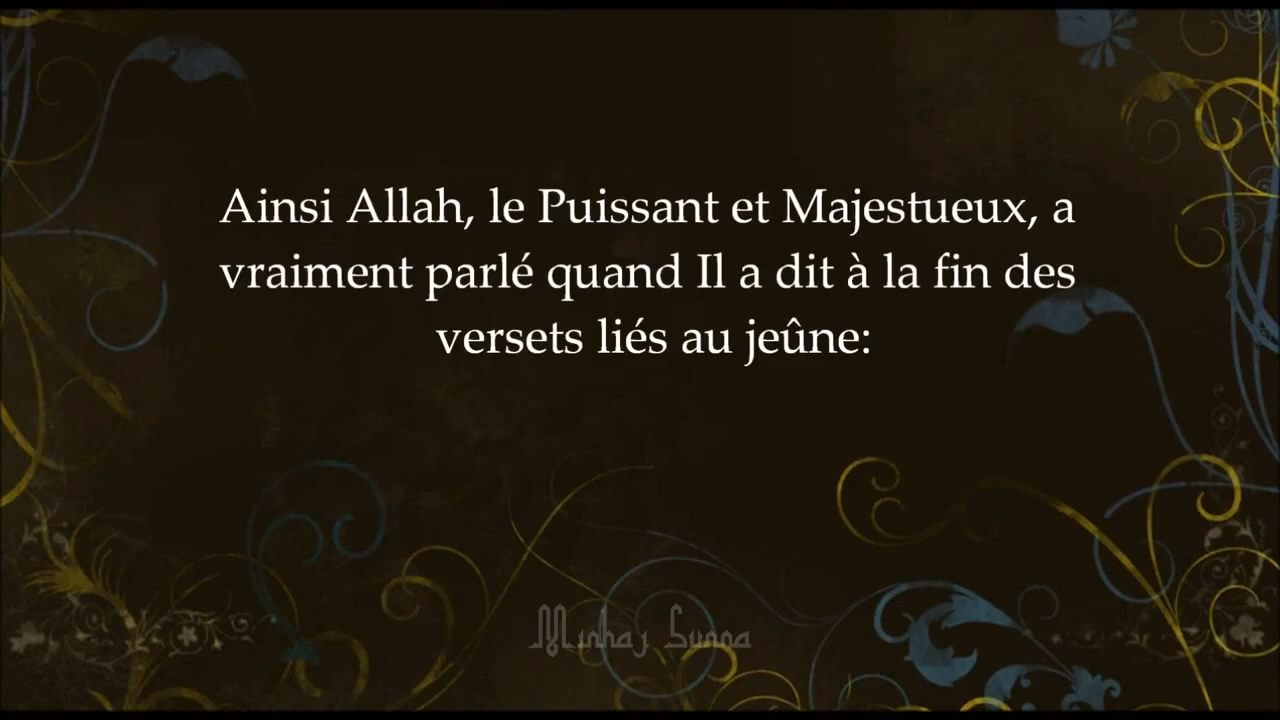 Ainsi Allah, le Puissant et Majestueux, a
vraiment parlé quand Il a dit à la fin des
versets liés au jeûne:
Minhaj Sunna